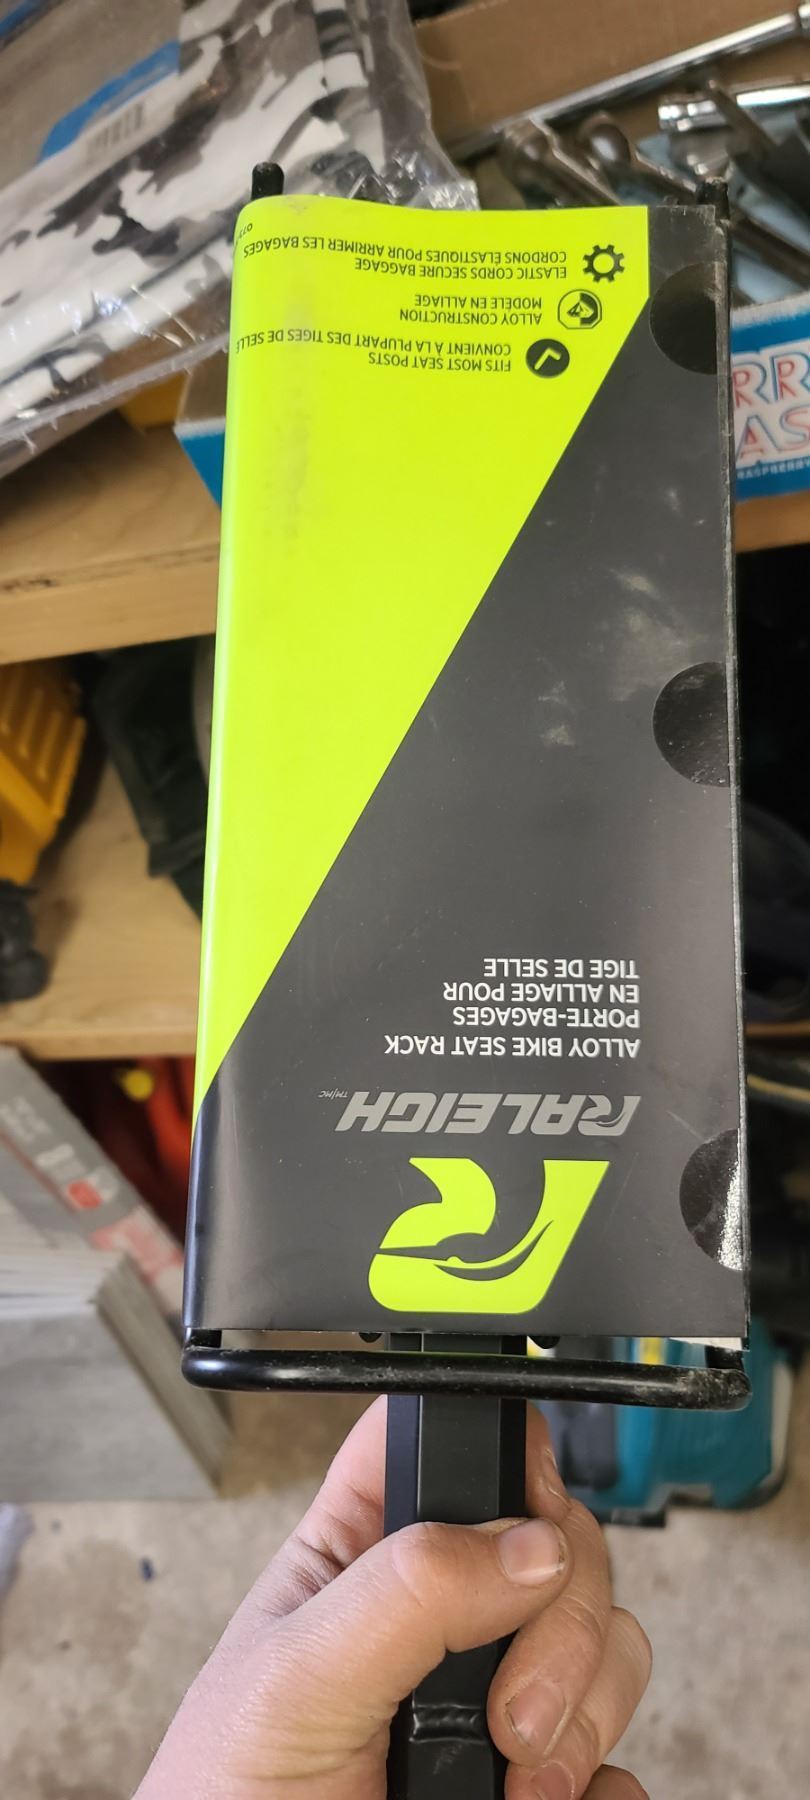 RALEIGH TM/MC
ALLOY BIKE SEAT RACK
PORTE-BAGAGES
EN ALLIAGE POUR
TIGE DE SELLE
FITS MOST SEAT POSTS
CONVIENT À LA PLUPART DES TIGES DE SELLE
ALLOY CONSTRUCTION
MODÈLE EN ALLIAGE
ELASTIC CORDS SECURE BAGGAGE
CORDONS ÉLASTIQUES POUR ARRIMER LES BAGAGES
RASPBERRY